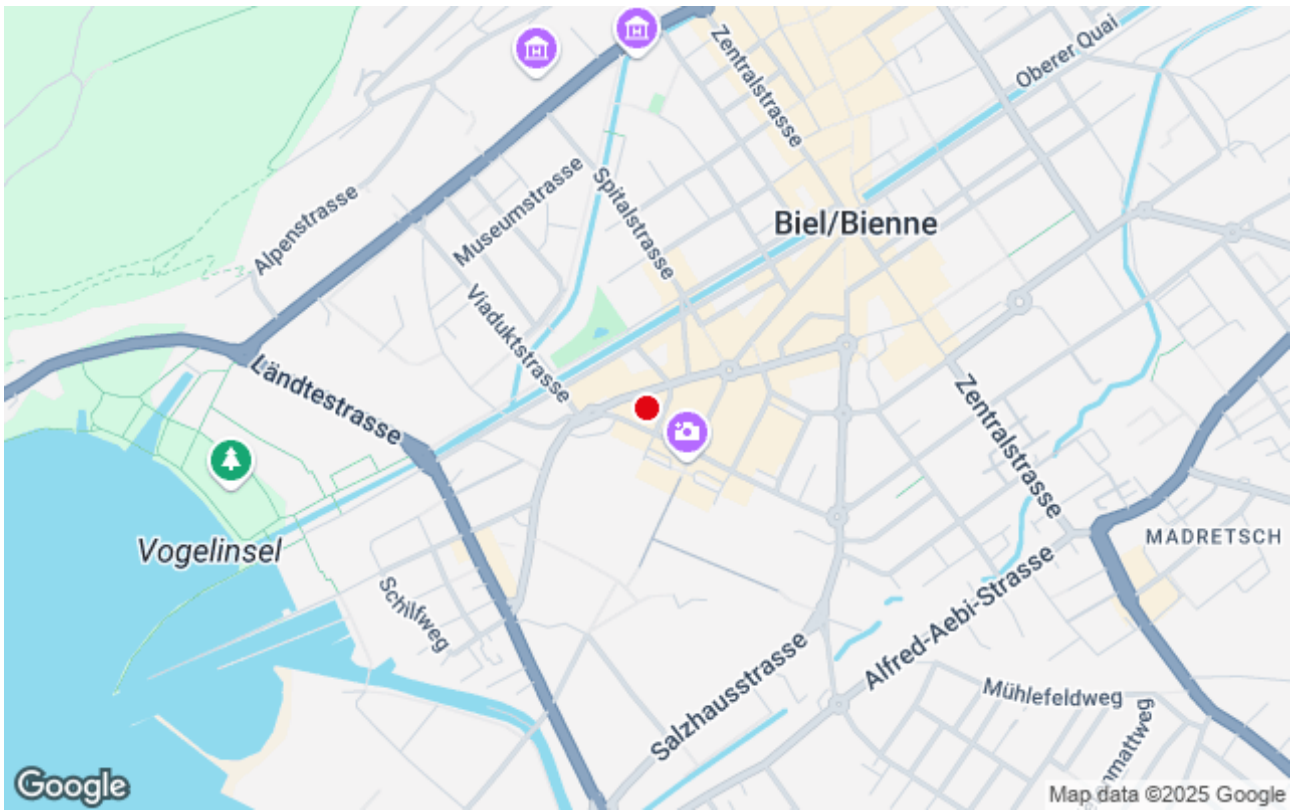 Zentralstrasse
Oberer Quai
Museumstrasse
Spitalstrasse
Alpenstrasse
Biel/Bienne
Viaduktstrasse
Ländtestrasse
Zentralstrasse
Vogelinsel
MADRETSCH
Schilfweg
Alfred-Aebi-Strasse
Salzhausstrasse
Mühlefeldweg
nmattweg
Google
Map data ©2025 Google